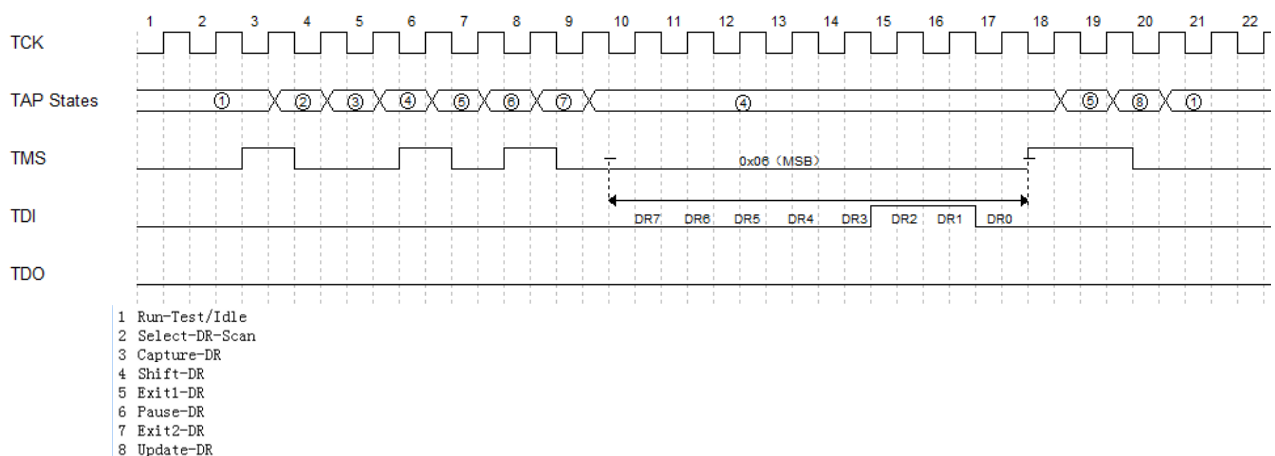 1 2 3 4 5 6 7 8 9 10 11 12 13 14 15 16 17 18 19 20 21 22
TCK
TAP States ① ② ③ ④ ⑤ ⑥ ⑦ ④ ⑤ ⑧ ①
TMS 0x06（MSB）
TDI DR7 DR6 DR5 DR4 DR3 DR2 DR1 DR0
TDO
1 Run-Test/Idle
2 Select-DR-Scan
3 Capture-DR
4 Shift-DR
5 Exit1-DR
6 Pause-DR
7 Exit2-DR
8 Update-DR